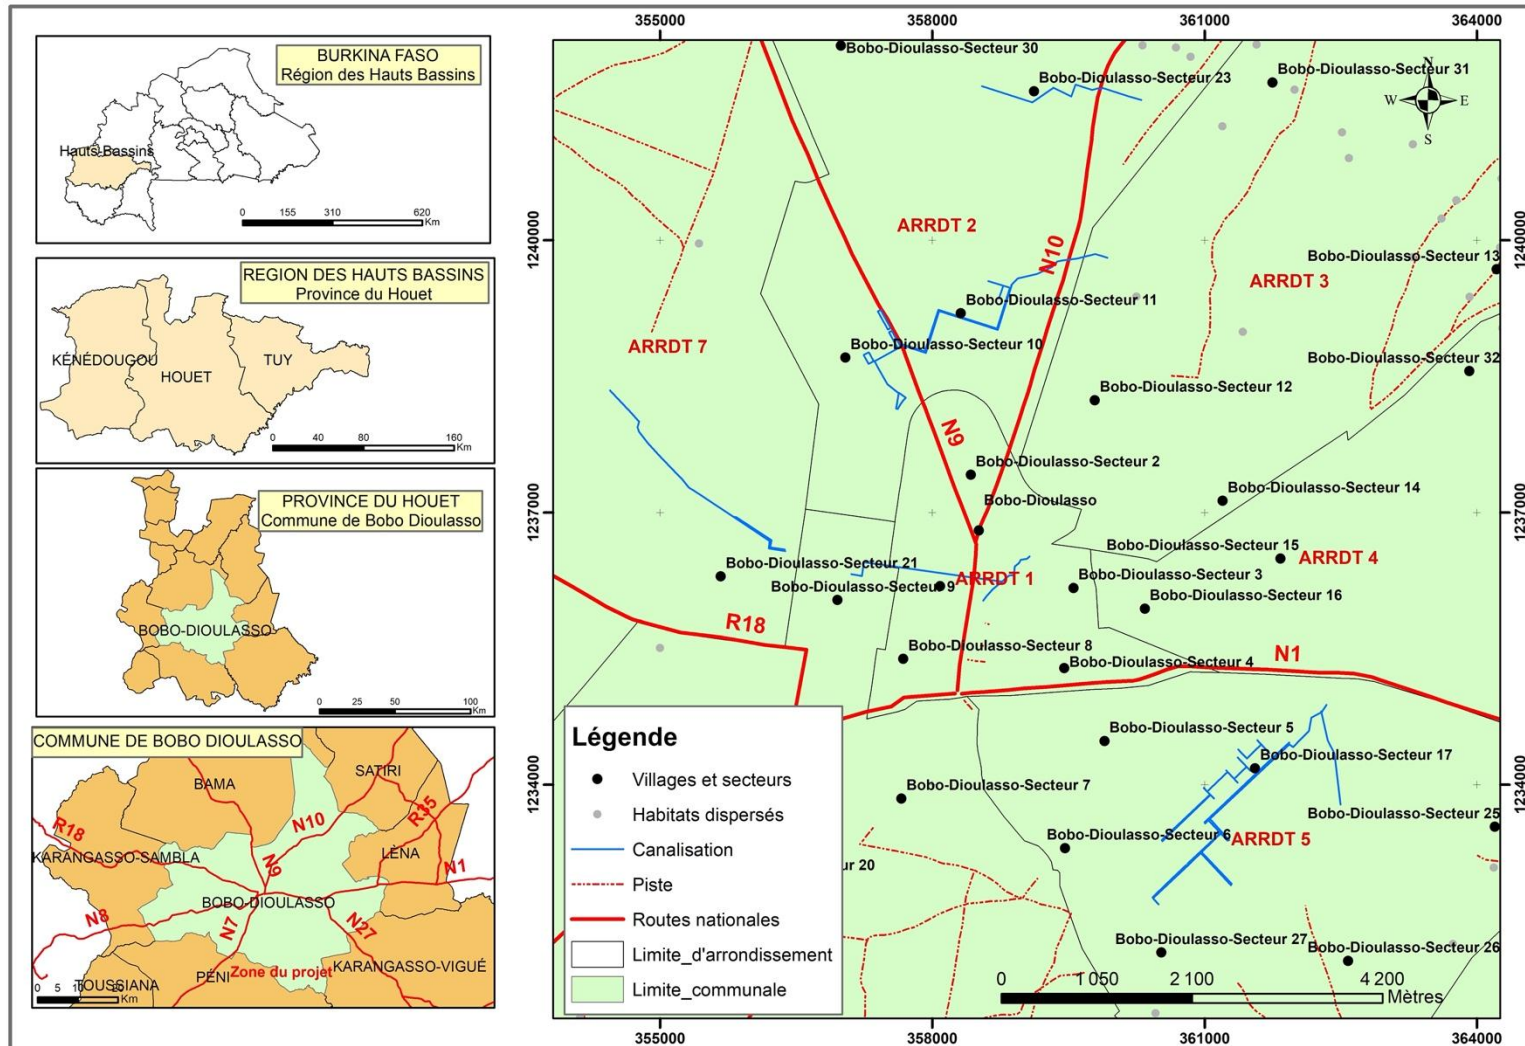 BURKINA FASO
Région des Hauts Bassins
Hauts-Bassins
0 155 310 620
Km
REGION DES HAUTS BASSINS
Province du Houet
KÉNÉDOUGOU
HOUET
TUY
0 40 80 160
Km
PROVINCE DU HOUET
Commune de Bobo Dioulasso
BOBO-DIOULASSO
0 25 50 100
Km
COMMUNE DE BOBO DIOULASSO
BAMA
SATIRI
R18
N10
R35
KARANGASSO-SAMBLA
N9
LÈNA
N1
BOBO-DIOULASSO
N8
N7
N27
Zone du projet
KARANGASSO-VIGUÉ
PÉNI
TOUSSIANA
0 5 10 20
Km
355000 358000 361000 364000
1240000
1237000
1234000
N
W E
S
Bobo-Dioulasso-Secteur 30
Bobo-Dioulasso-Secteur 23
Bobo-Dioulasso-Secteur 31
ARRDT 2
N10
Bobo-Dioulasso-Secteur 13
ARRDT 3
Bobo-Dioulasso-Secteur 11
ARRDT 7
Bobo-Dioulasso-Secteur 10
Bobo-Dioulasso-Secteur 32
Bobo-Dioulasso-Secteur 12
N9
Bobo-Dioulasso-Secteur 2
Bobo-Dioulasso-Secteur 14
Bobo-Dioulasso
Bobo-Dioulasso-Secteur 15
ARRDT 4
Bobo-Dioulasso-Secteur 21
ARRDT 1
Bobo-Dioulasso-Secteur 3
Bobo-Dioulasso-Secteur 9
Bobo-Dioulasso-Secteur 16
R18
Bobo-Dioulasso-Secteur 8
Bobo-Dioulasso-Secteur 4
N1
Bobo-Dioulasso-Secteur 5
Bobo-Dioulasso-Secteur 17
Bobo-Dioulasso-Secteur 7
Bobo-Dioulasso-Secteur 25
Bobo-Dioulasso-Secteur 6
ARRDT 5
ur 20
Bobo-Dioulasso-Secteur 27
Bobo-Dioulasso-Secteur 26
0 1 050 2 100 4 200
Mètres
Légende
Villages et secteurs
Habitats dispersés
Canalisation
Piste
Routes nationales
Limite_d'arrondissement
Limite_communale
355000 358000 361000 364000
1240000
1237000
1234000